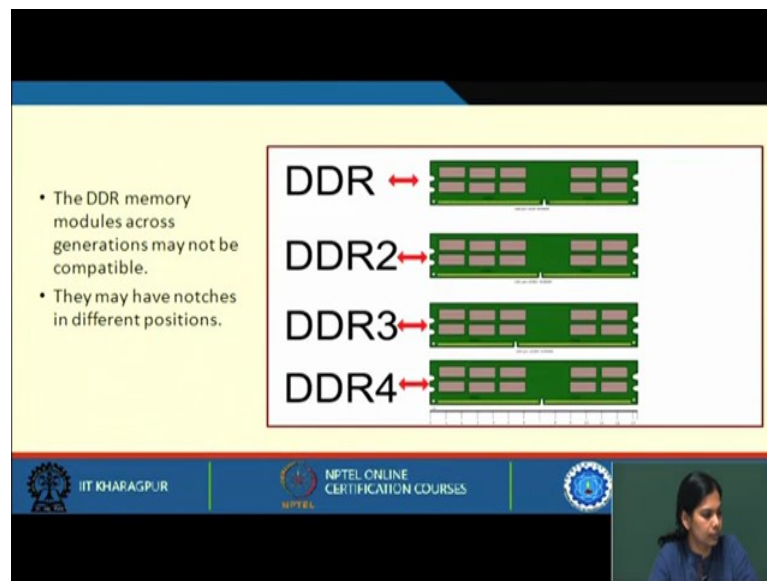 • The DDR memory
modules across
generations may not be
compatible.
• They may have notches
in different positions.
DDR
DDR2
DDR3
DDR4
IIT KHARAGPUR
NPTEL
NPTEL ONLINE
CERTIFICATION COURSES